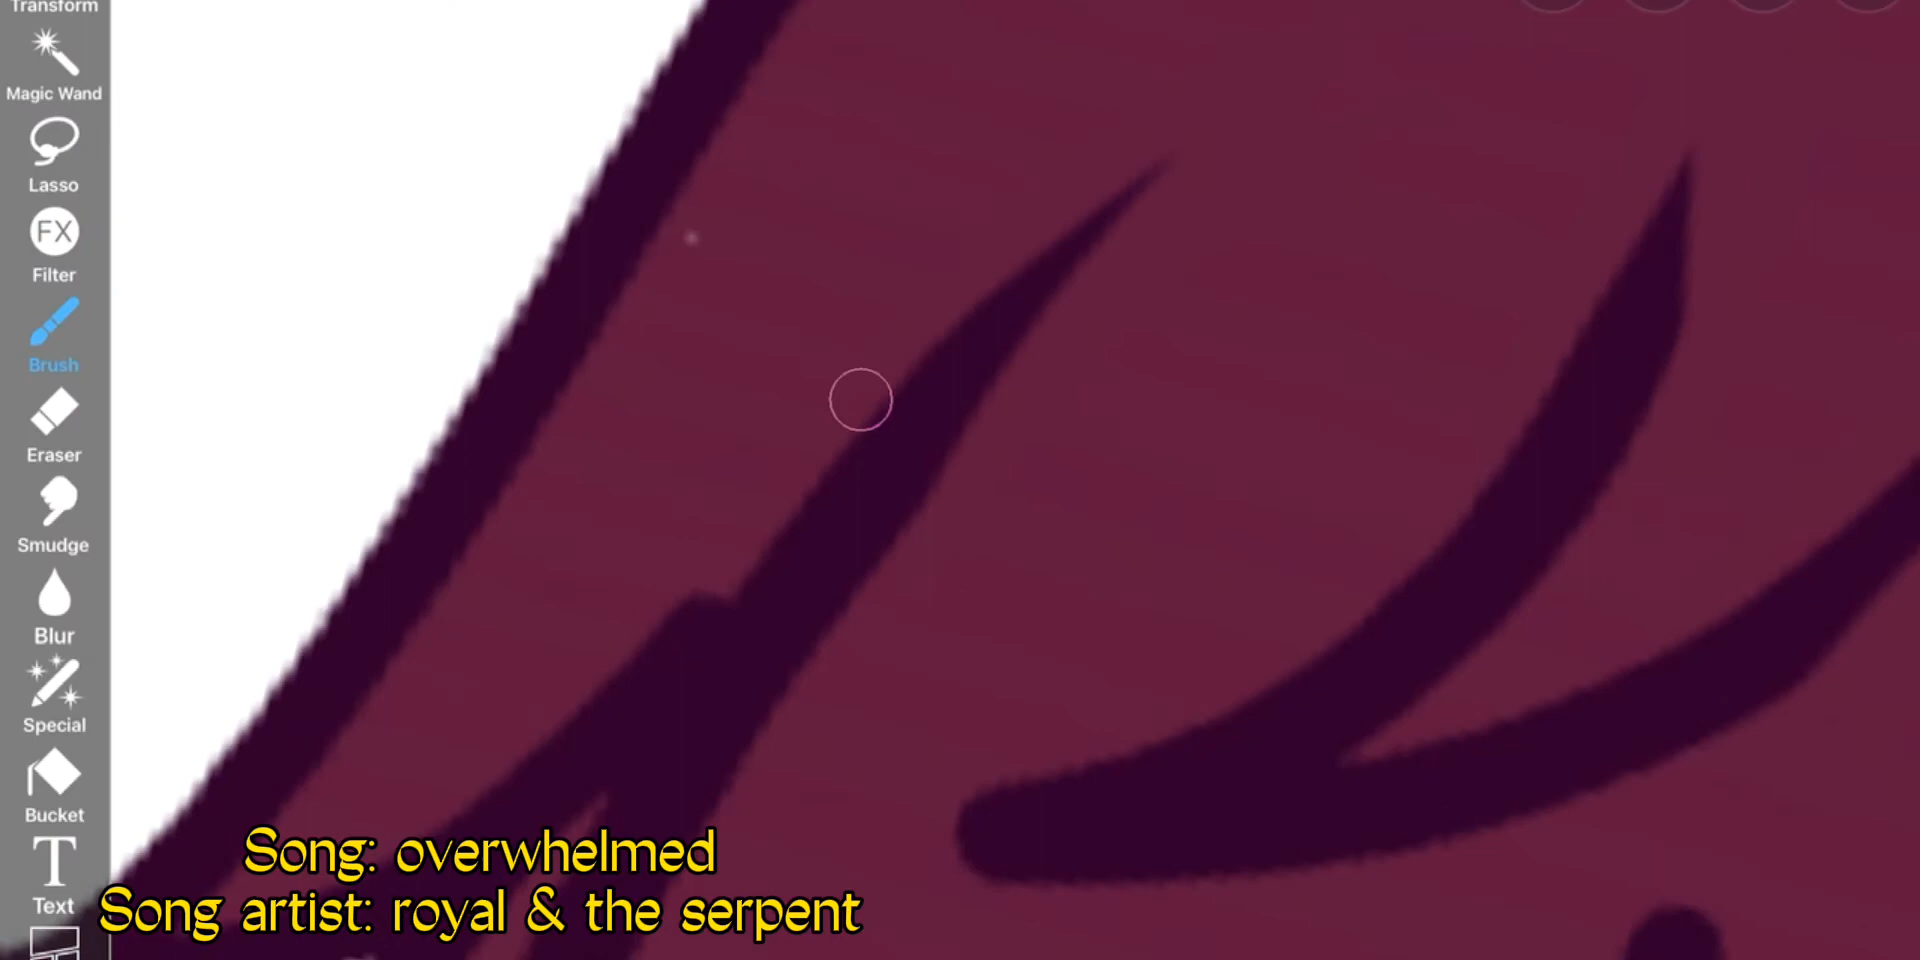 Transform
Magic Wand
Lasso
FX
Filter
Brush
Eraser
Smudge
Blur
Special
Bucket
T
Text
Song: overwhelmed
Song artist: royal & the serpent